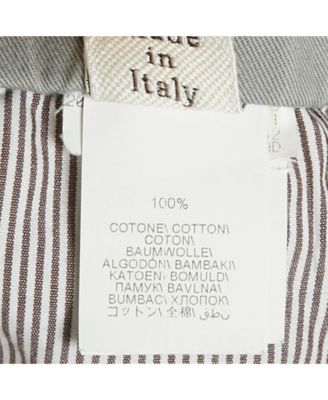 in
Italy
100%
COTONE\ COTTON\
COTON\
BAUMWOLLE\
ALGODÓN\ BAMBAKI\
KATOEN\ BOMULD\
ПАМУК\ BAVLNA\
BUMBAC\ ХЛОПОК\
コットン\ 全棉\ قطن